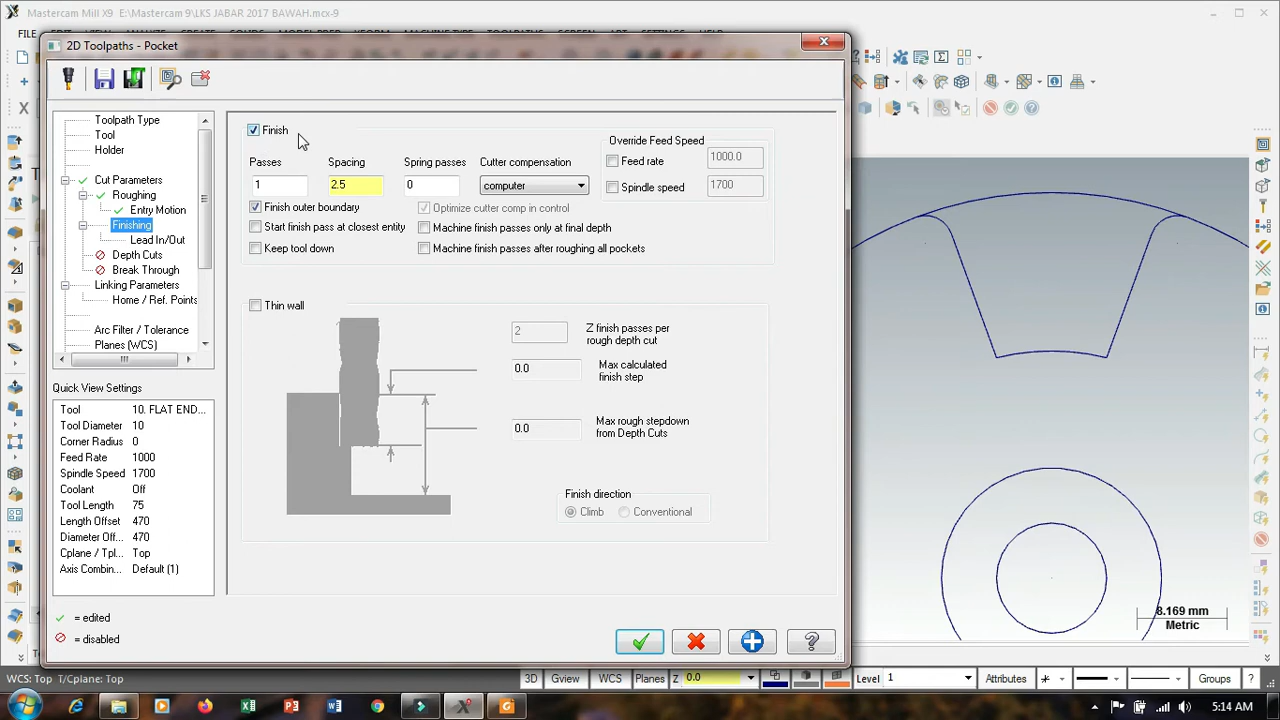 Mastercam Mill X9  E:\Mastercam 9\LKS JABAR 2017 BAWAH.mcx-9
FILE
2D Toolpaths - Pocket
Toolpath Type
Tool
Holder
Cut Parameters
Roughing
Entry Motion
Finishing
Lead In/Out
Depth Cuts
Break Through
Linking Parameters
Home / Ref. Points
Arc Filter / Tolerance
Planes (WCS)
Quick View Settings
Tool 10. FLAT END...
Tool Diameter 10
Corner Radius 0
Feed Rate 1000
Spindle Speed 1700
Coolant Off
Tool Length 75
Length Offset 470
Diameter Off... 470
Cplane / Tpl... Top
Axis Combin... Default (1)
= edited
= disabled
Finish
Passes Spacing Spring passes Cutter compensation
1 2.5 0 computer
Override Feed Speed
Feed rate 1000.0
Spindle speed 1700
Finish outer boundary
Optimize cutter comp in control
Start finish pass at closest entity
Machine finish passes only at final depth
Keep tool down
Machine finish passes after roughing all pockets
Thin wall
2 Z finish passes per
rough depth cut
0.0 Max calculated
finish step
0.0 Max rough stepdown
from Depth Cuts
Finish direction
Climb Conventional
8.169 mm
Metric
WCS: Top  T/Cplane: Top
3D Gview WCS Planes Z 0.0 Level 1 Attributes Groups ?
5:14 AM